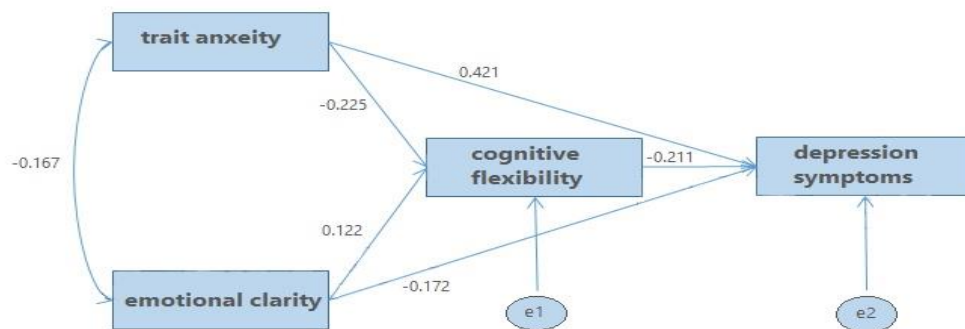 trait anxeity
0.421
-0.225
-0.167
cognitive
flexibility
-0.211
depression
symptoms
0.122
emotional clarity
-0.172
e1
e2